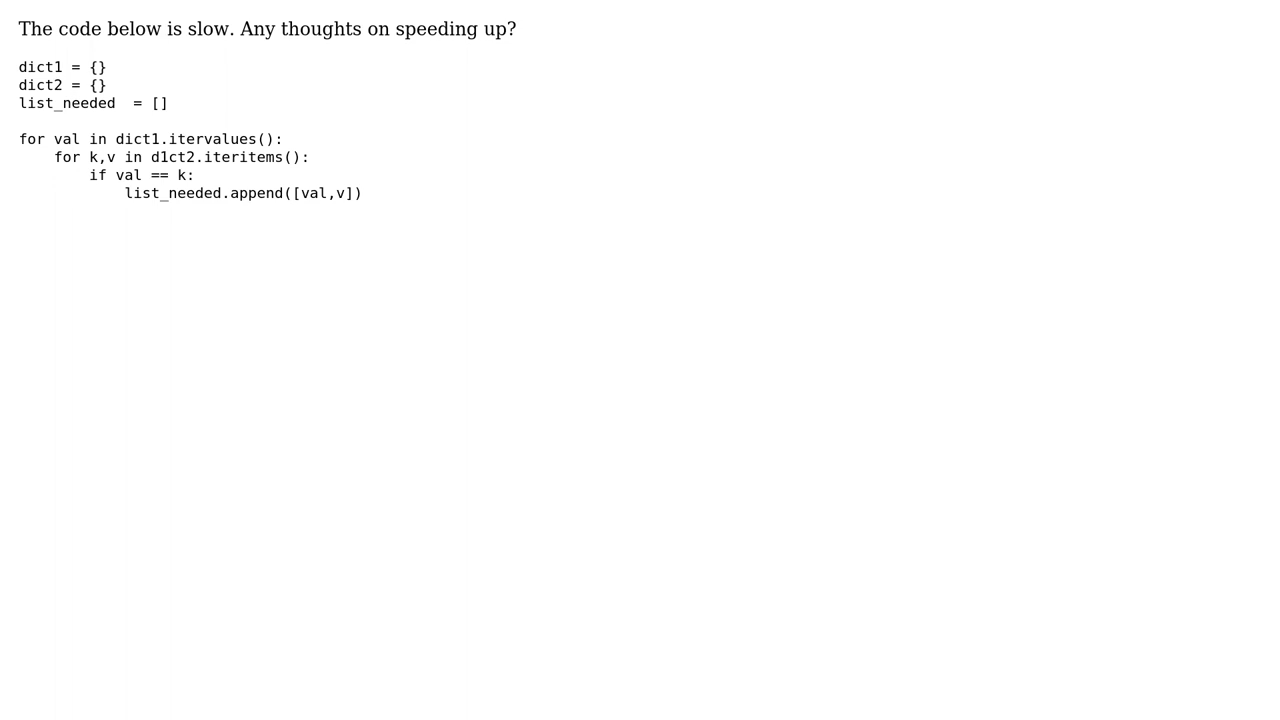 The code below is slow. Any thoughts on speeding up?
dict1 = {}
dict2 = {}
list_needed  = []
for val in dict1.itervalues():
    for k,v in d1ct2.iteritems():
        if val == k:
            list_needed.append([val,v])